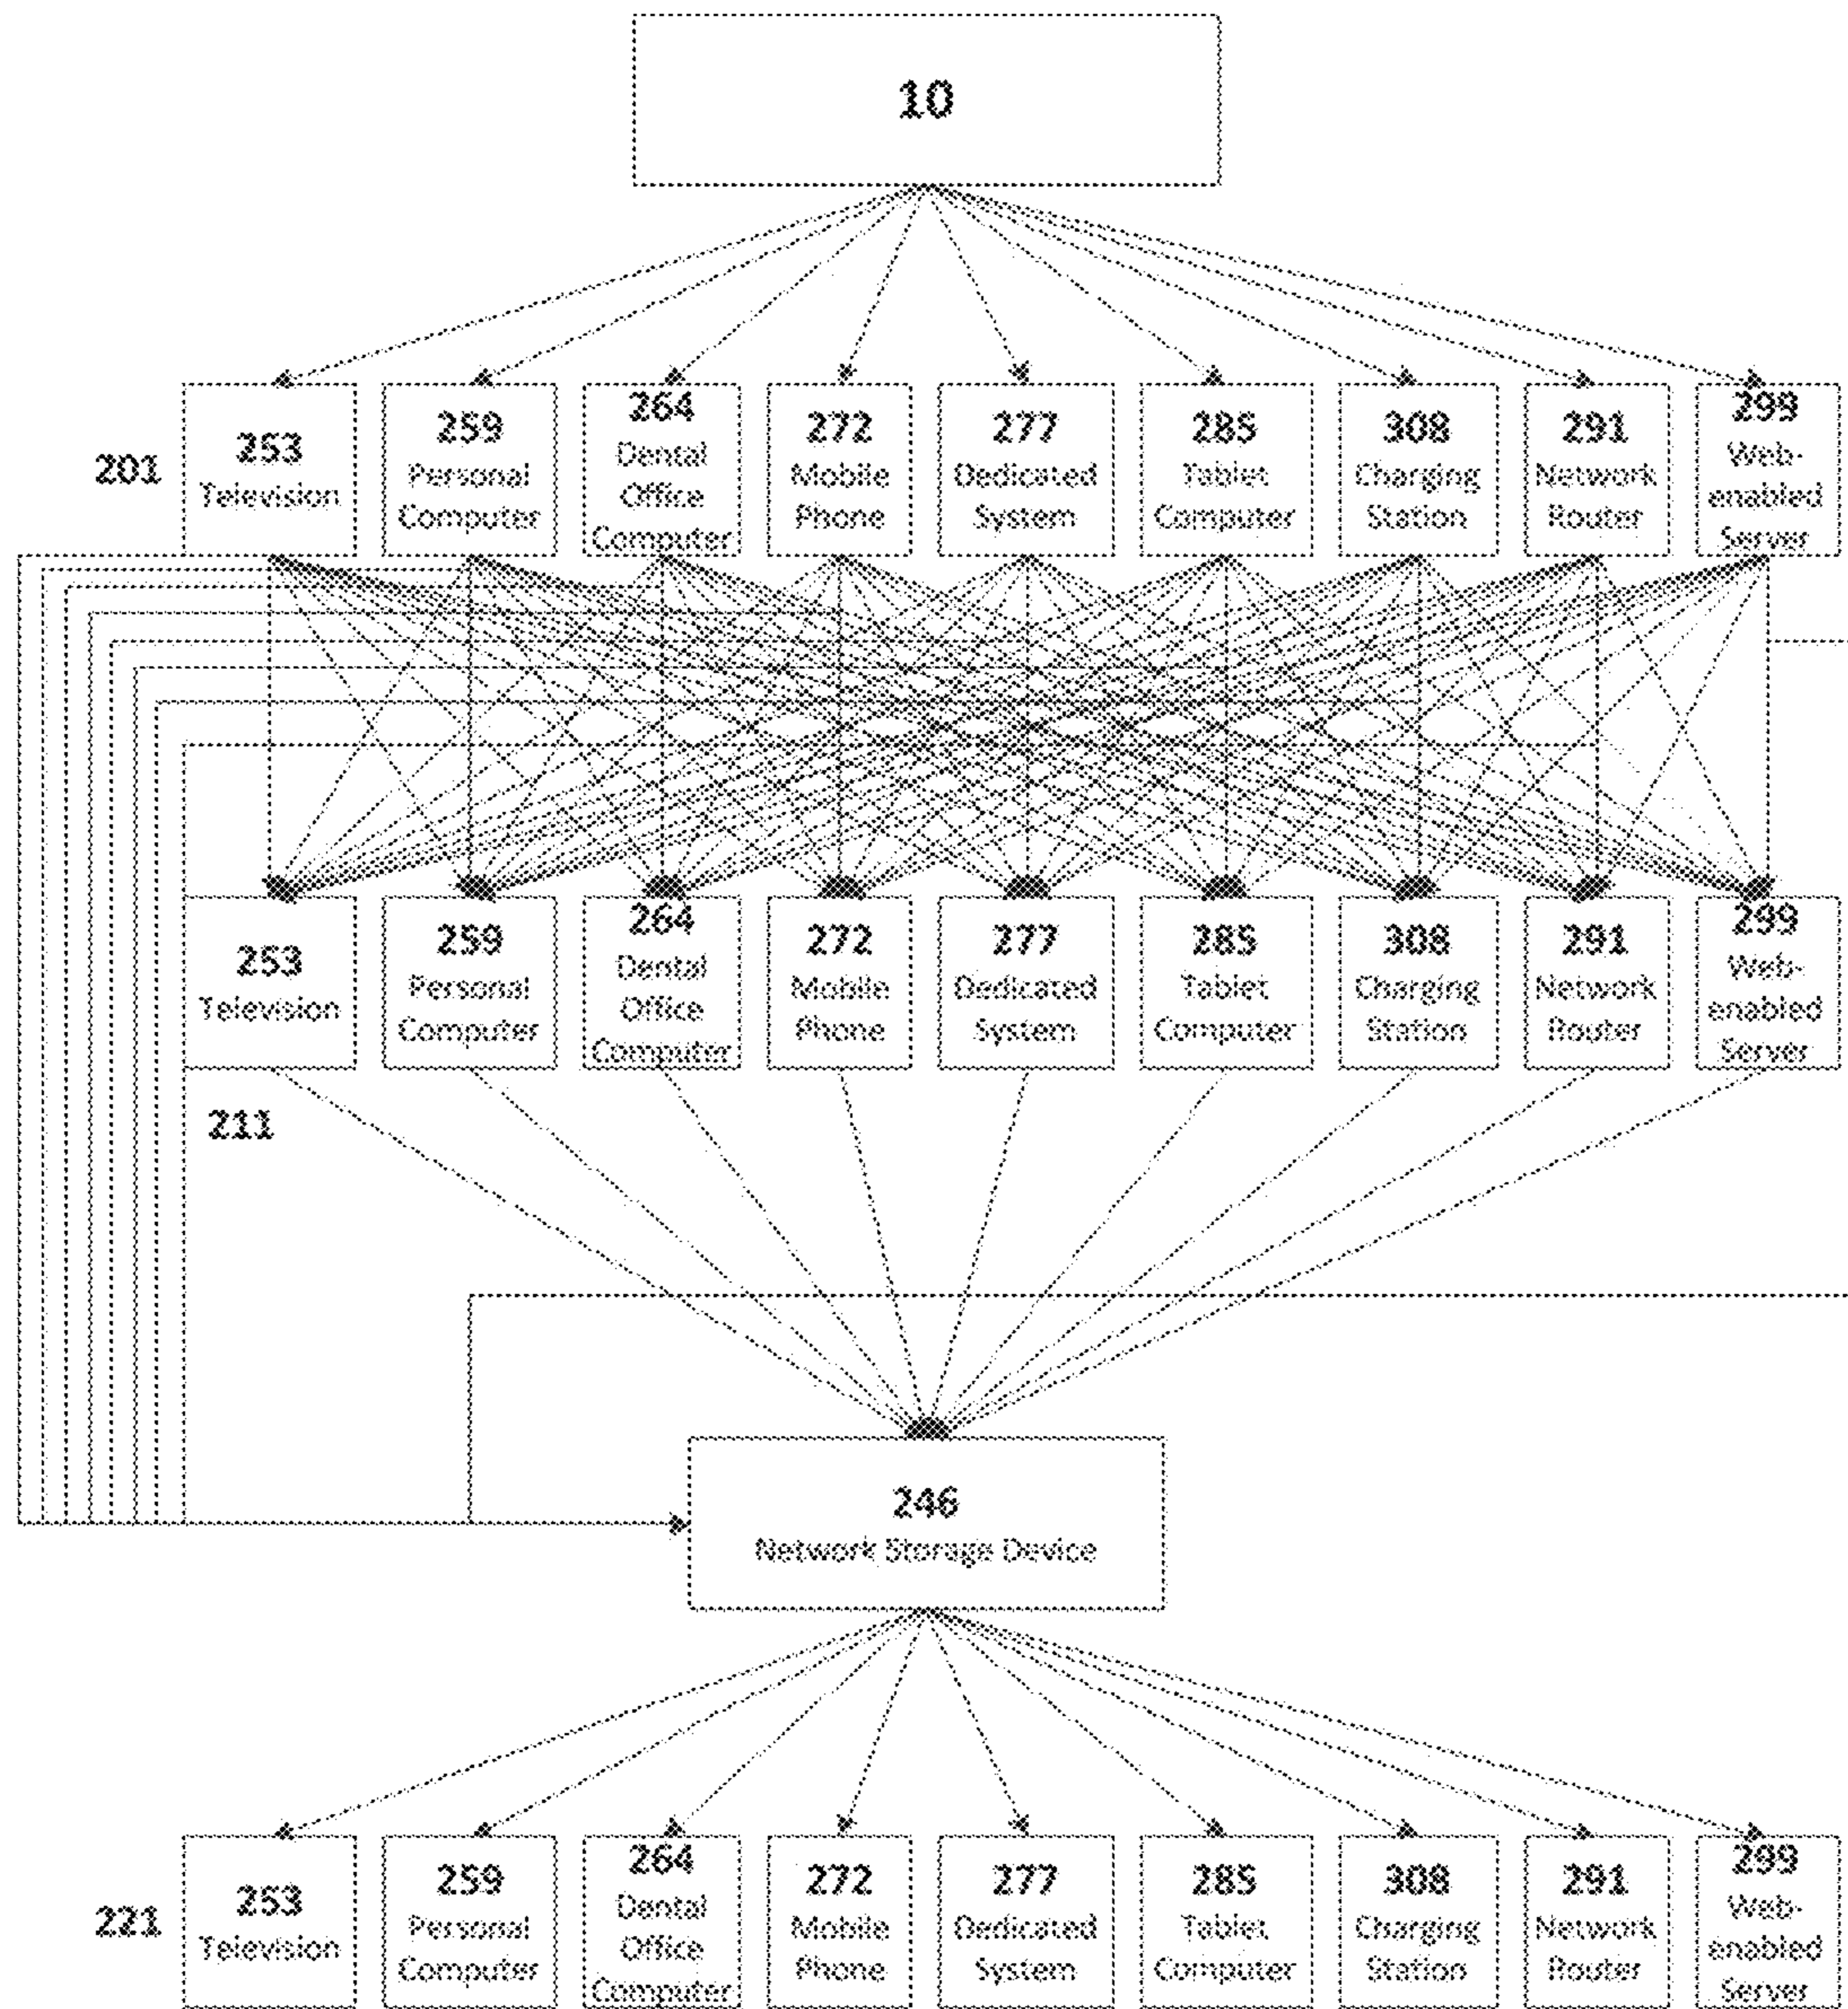 10
201
253
Television
259
Personal
Computer
264
Dental
Office
Computer
272
Mobile
Phone
277
Dedicated
System
285
Tablet
Computer
308
Charging
Station
291
Network
Router
299
Web-
enabled
Server
253
Television
259
Personal
Computer
264
Dental
Office
Computer
272
Mobile
Phone
277
Dedicated
System
285
Tablet
Computer
308
Charging
Station
291
Network
Router
299
Web-
enabled
Server
211
246
Network Storage Device
221
253
Television
259
Personal
Computer
264
Dental
Office
Computer
272
Mobile
Phone
277
Dedicated
System
285
Tablet
Computer
308
Charging
Station
291
Network
Router
299
Web-
enabled
Server